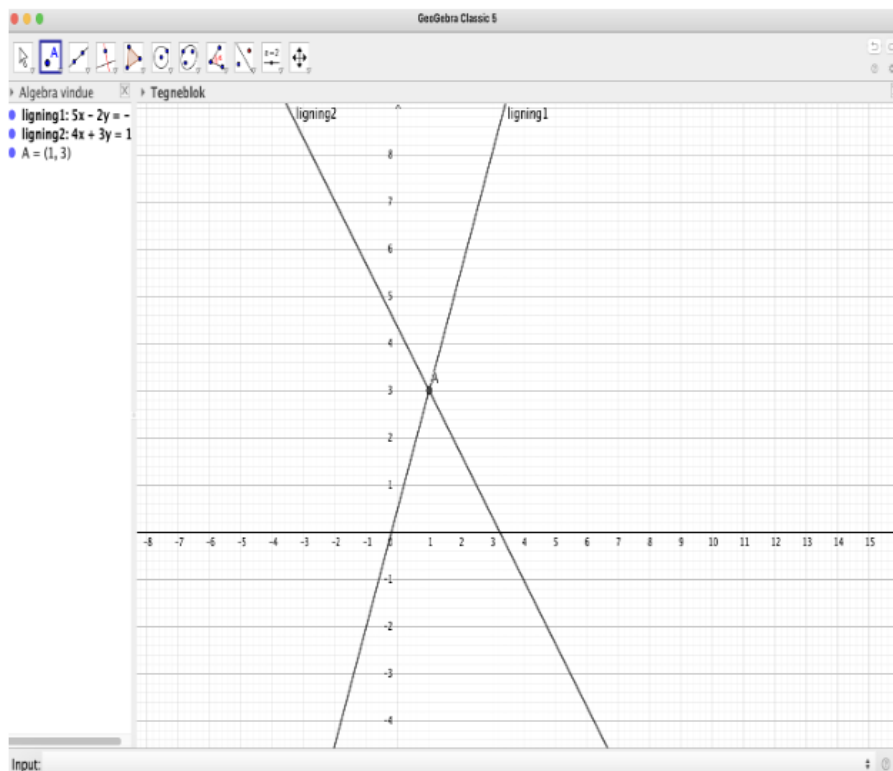 GeoGebra Classic 5
A
x=2
Algebra vindue
Tegneblok
ligning1: 5x – 2y = –
ligning2: 4x + 3y = 1
A = (1, 3)
ligning2
ligning1
8
7
6
5
4
3
2
1
A
-8 -7 -6 -5 -4 -3 -2 -1 1 2 3 4 5 6 7 8 9 10 11 12 13 14 15
-1
-2
-3
-4
Input: